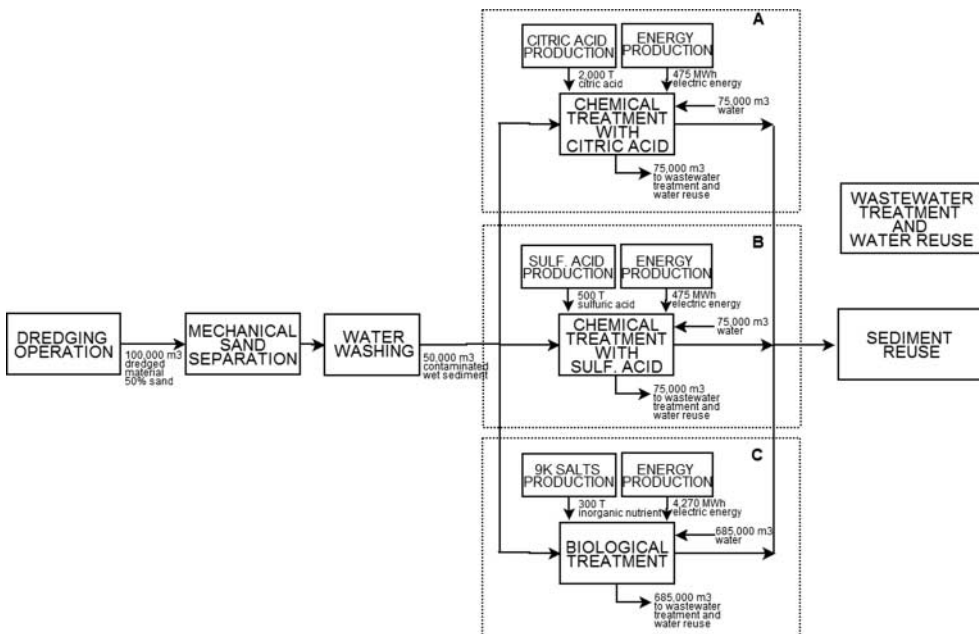 A
CITRIC ACID
PRODUCTION
ENERGY
PRODUCTION
2,000 T
citric acid
475 MWh
electric energy
CHEMICAL
TREATMENT
WITH
CITRIC ACID
75,000 m3
water
75,000 m3
to wastewater
treatment and
water reuse
WASTEWATER
TREATMENT
AND
WATER REUSE
B
SULF. ACID
PRODUCTION
ENERGY
PRODUCTION
500 T
sulfuric acid
475 MWh
electric energy
DREDGING
OPERATION
100,000 m3
dredged
material
50% sand
MECHANICAL
SAND
SEPARATION
WATER
WASHING
50,000 m3
contaminated
wet sediment
CHEMICAL
TREATMENT
WITH
SULF. ACID
75,000 m3
water
75,000 m3
to wastewater
treatment and
water reuse
SEDIMENT
REUSE
C
9K SALTS
PRODUCTION
ENERGY
PRODUCTION
300 T
inorganic nutrient
4,270 MWh
electric energy
BIOLOGICAL
TREATMENT
685,000 m3
water
685,000 m3
to wastewater
treatment and
water reuse